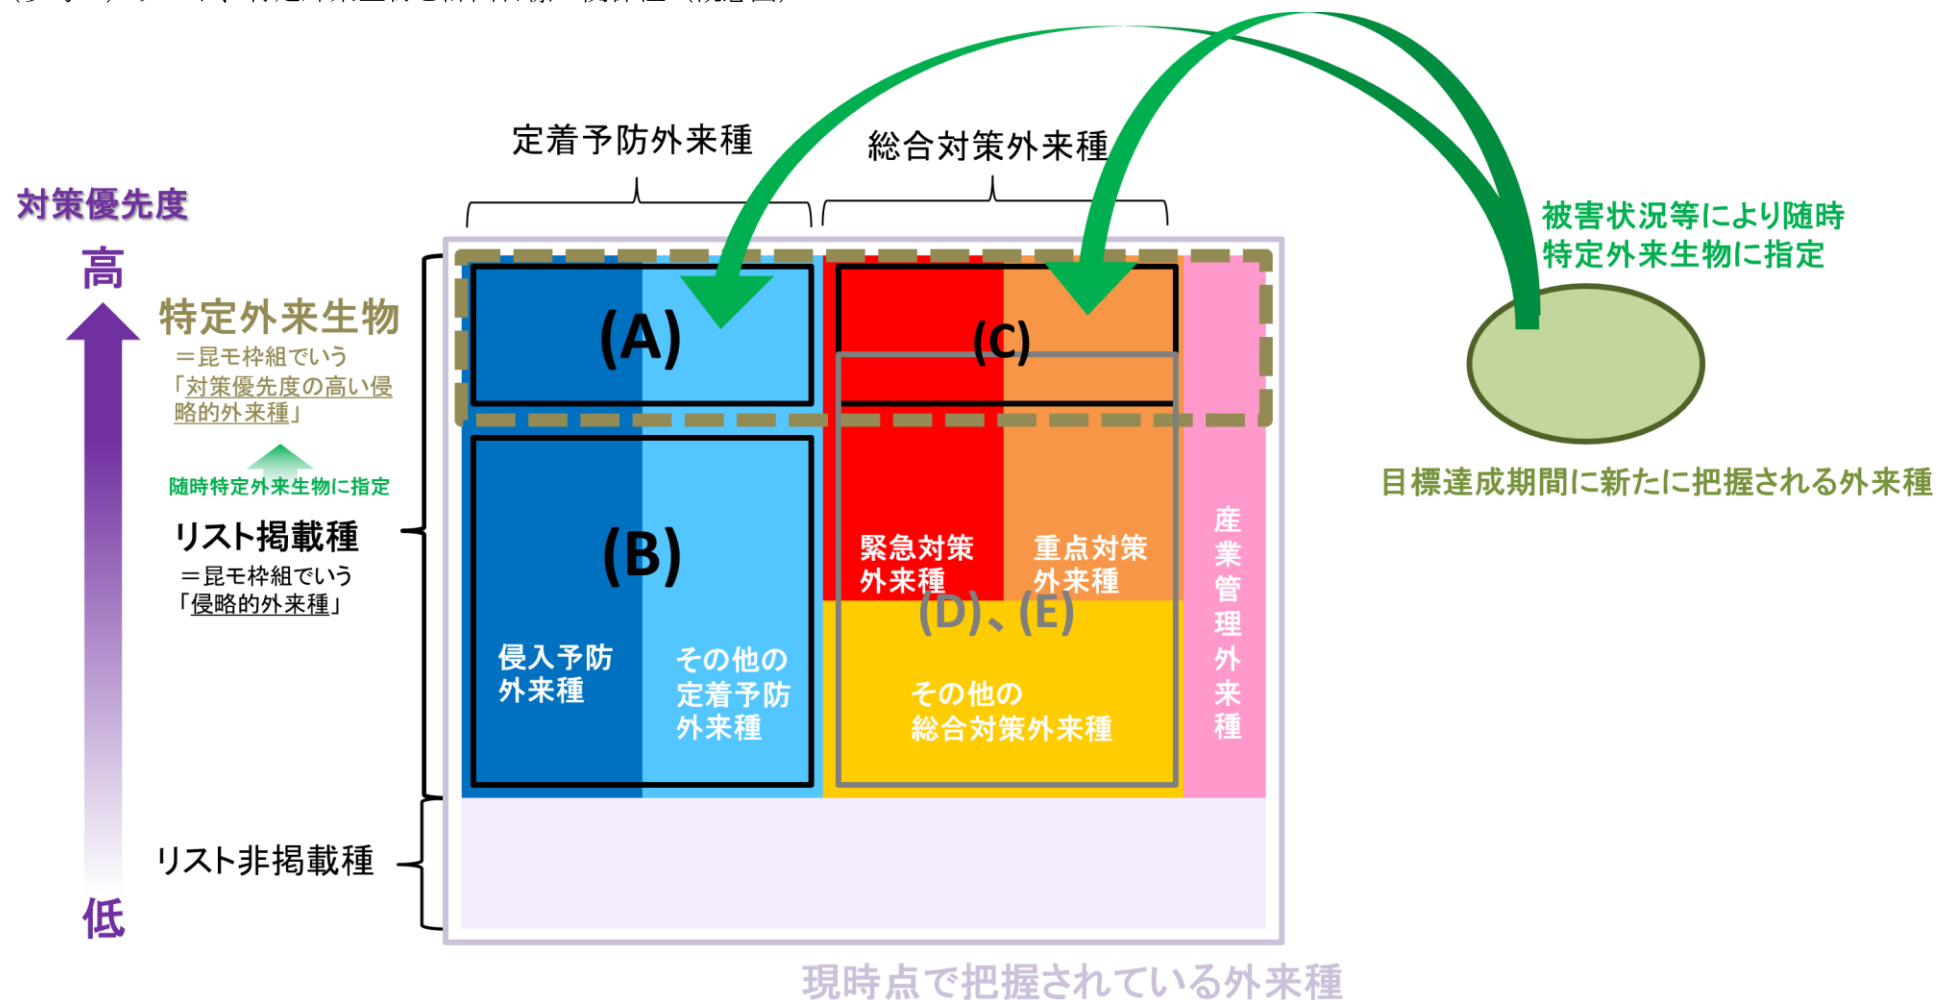 定着予防外来種
総合対策外来種
対策優先度
高
特定外来生物
＝昆モ枠組でいう
「対策優先度の高い侵
略的外来種」
随時特定外来生物に指定
リスト掲載種
＝昆モ枠組でいう
「侵略的外来種」
リスト非掲載種
低
(A)
(B)
(C)
(D)、(E)
侵入予防
外来種
その他の
定着予防
外来種
緊急対策
外来種
重点対策
外来種
その他の
総合対策外来種
産業管理外来種
被害状況等により随時
特定外来生物に指定
目標達成期間に新たに把握される外来種
現時点で把握されている外来種